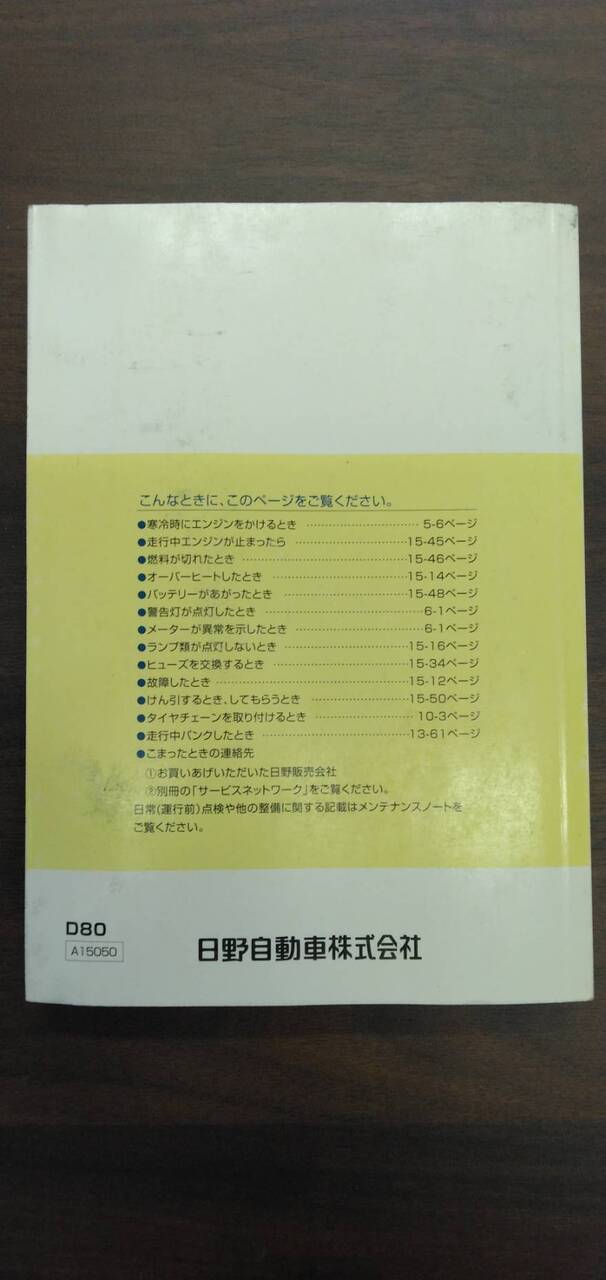 こんなときに、このページをご覧ください。
●寒冷時にエンジンをかけるとき ……………………… 5-6ページ
●走行中エンジンが止まったら ………………………15-45ページ
●燃料が切れたとき ……………………………………15-46ページ
●オーバーヒートしたとき ……………………………15-14ページ
●バッテリーがあがったとき …………………………15-48ページ
●警告灯が点灯したとき ……………………………… 6-1ページ
●メーターが異常を示したとき ……………………… 6-1ページ
●ランプ類が点灯しないとき …………………………15-16ページ
●ヒューズを交換するとき ……………………………15-34ページ
●故障したとき …………………………………………15-12ページ
●けん引するとき、してもらうとき …………………15-50ページ
●タイヤチェーンを取り付けるとき ………………… 10-3ページ
●走行中パンクしたとき ………………………………13-61ページ
●こまったときの連絡先
①お買いあげいただいた日野販売会社
②別冊の「サービスネットワーク」をご覧ください。
日常(運行前)点検や他の整備に関する記載はメンテナンスノートを
ご覧ください。
D80
A15050
日野自動車株式会社